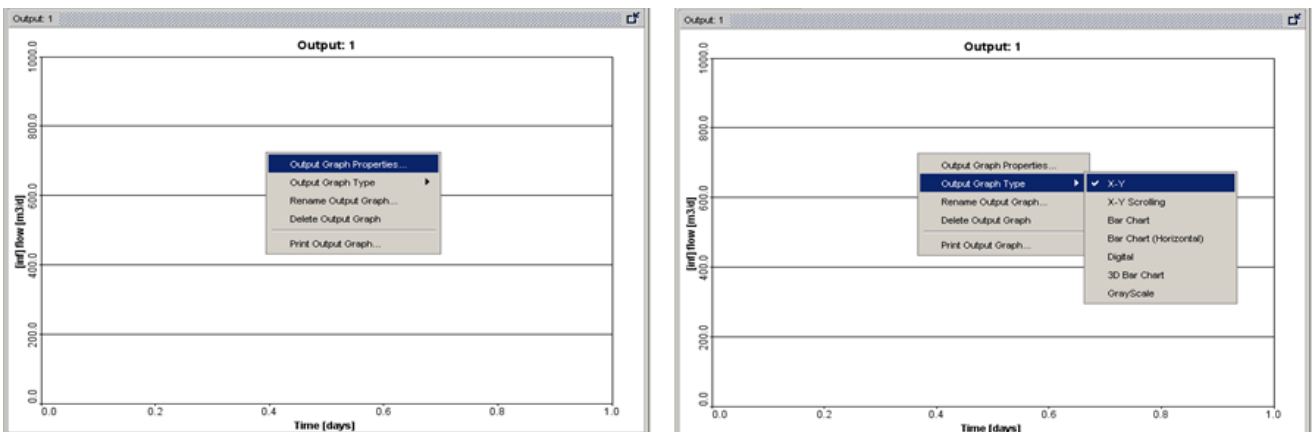 Output: 1
Output: 1
1000.0
800.0
600.0
400.0
200.0
0.0
[inf] flow [m3/d]
Output Graph Properties...
Output Graph Type
Rename Output Graph...
Delete Output Graph
Print Output Graph...
0.0 0.2 0.4 0.6 0.8 1.0
Time [days]
Output: 1
Output: 1
1000.0
800.0
600.0
400.0
200.0
0.0
[inf] flow [m3/d]
Output Graph Properties...
Output Graph Type
Rename Output Graph...
Delete Output Graph
Print Output Graph...
X-Y
X-Y Scrolling
Bar Chart
Bar Chart (Horizontal)
Digital
3D Bar Chart
GrayScale
0.0 0.2 0.4 0.6 0.8 1.0
Time [days]